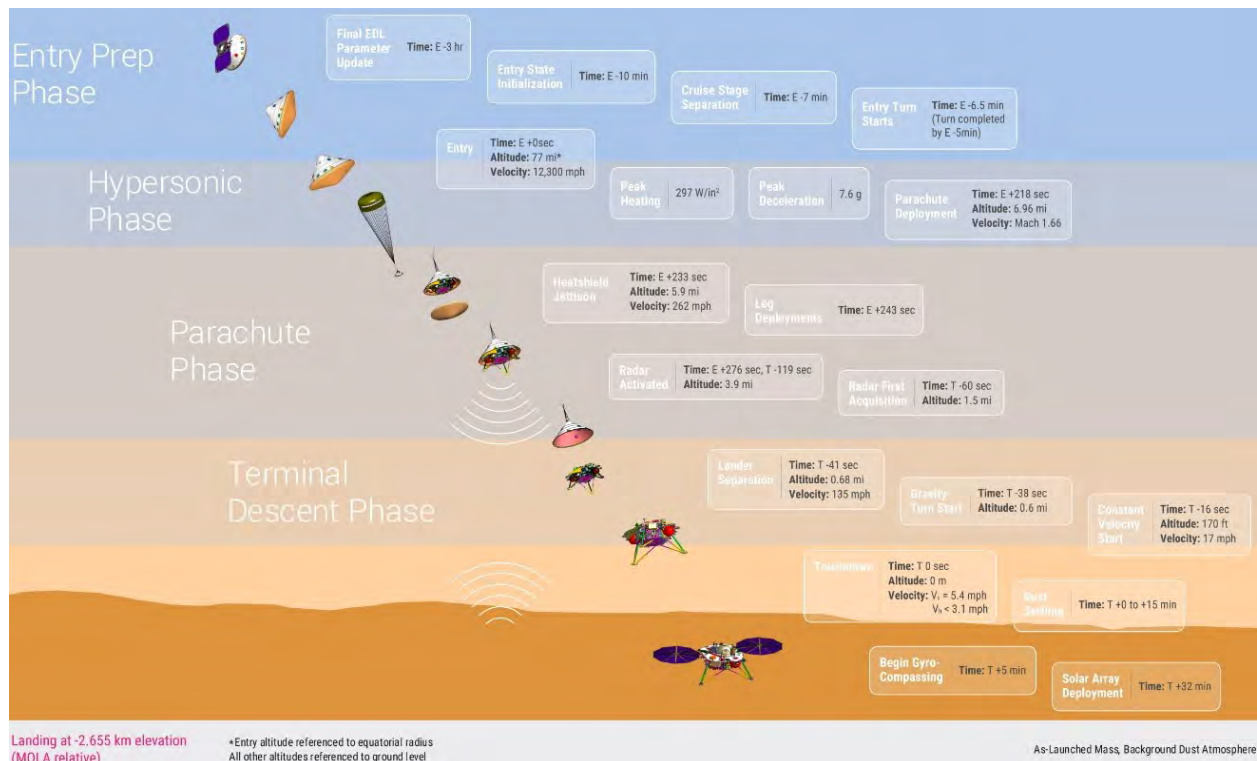 Entry Prep
Phase
Final EDL
Parameter
Update
Time: E -3 hr
Entry State
Initialization
Time: E -10 min
Cruise Stage
Separation
Time: E -7 min
Entry Turn
Starts
Time: E -6.5 min
(Turn completed
by E -5min)
Hypersonic
Phase
Entry
Time: E +0sec
Altitude: 77 mi*
Velocity: 12,300 mph
Peak
Heating
297 W/in²
Peak
Deceleration
7.6 g
Parachute
Deployment
Time: E +218 sec
Altitude: 6.96 mi
Velocity: Mach 1.66
Parachute
Phase
Heatshield
Jettison
Time: E +233 sec
Altitude: 5.9 mi
Velocity: 262 mph
Leg
Deployments
Time: E +243 sec
Radar
Activated
Time: E +276 sec, T -119 sec
Altitude: 3.9 mi
Radar First
Acquisition
Time: T -60 sec
Altitude: 1.5 mi
Terminal
Descent Phase
Lander
Separation
Time: T -41 sec
Altitude: 0.68 mi
Velocity: 135 mph
Gravity
Turn Start
Time: T -38 sec
Altitude: 0.6 mi
Constant
Velocity
Start
Time: T -16 sec
Altitude: 170 ft
Velocity: 17 mph
Touchdown
Time: T 0 sec
Altitude: 0 m
Velocity: Vᵥ = 5.4 mph
Vₕ < 3.1 mph
Dust
Settling
Time: T +0 to +15 min
Begin Gyro-
Compassing
Time: T +5 min
Solar Array
Deployment
Time: T +32 min
Landing at -2.655 km elevation
(MOLA relative)
*Entry altitude referenced to equatorial radius
All other altitudes referenced to ground level
As-Launched Mass, Background Dust Atmosphere